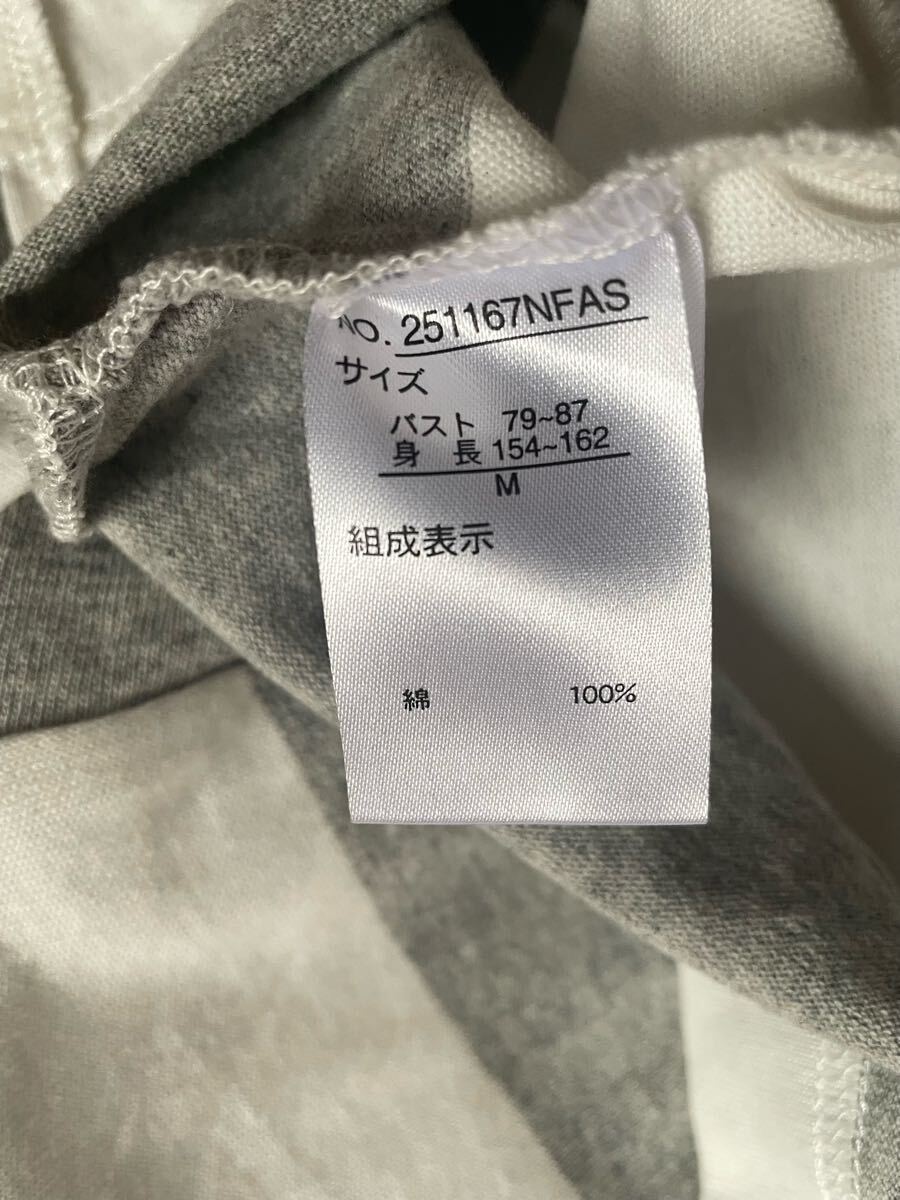 NO. 251167NFAS
サイズ
バスト 79~87
身 長 154~162
M
組成表示
綿 100%